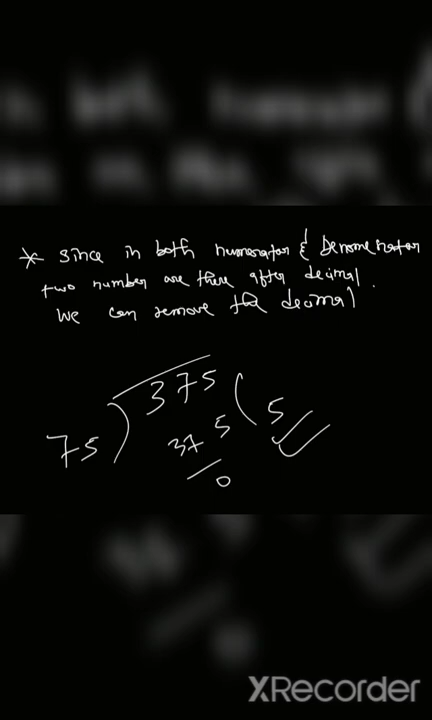 * Since in both numerator & Denominator
two number are there after decimal.
We can remove the decimal
75 ) 375 ( 5
375
0
XRecorder